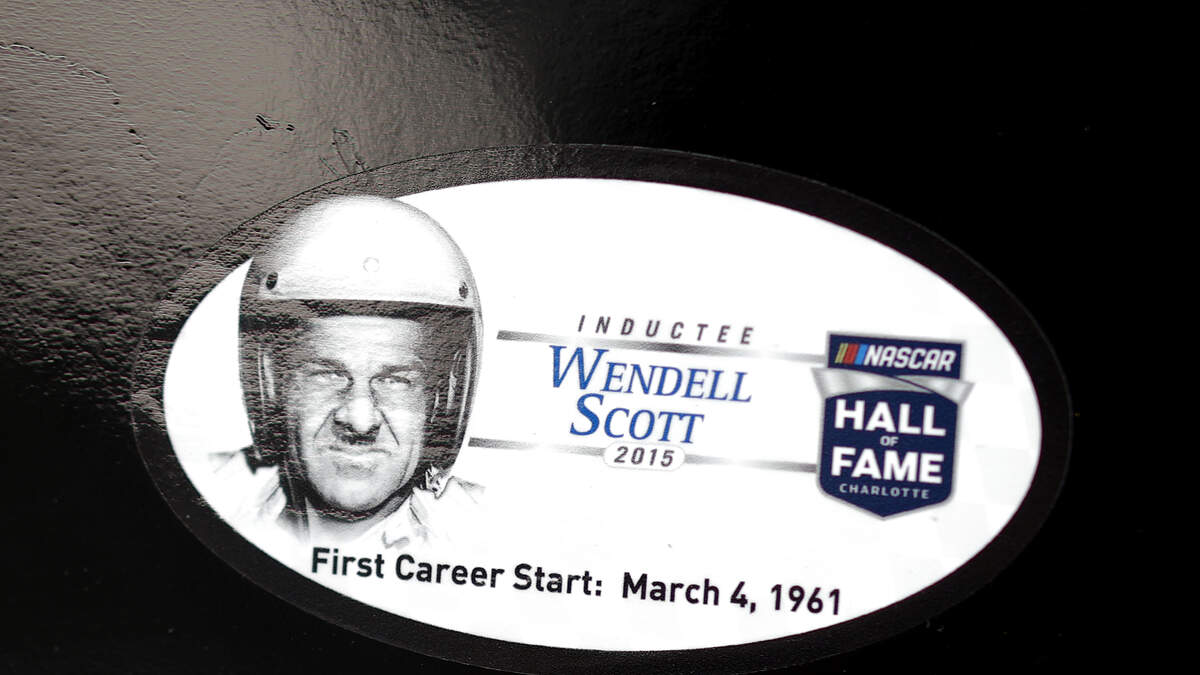 INDUCTEE
WENDELL
SCOTT
2015
NASCAR
HALL
OF
FAME
CHARLOTTE
First Career Start: March 4, 1961